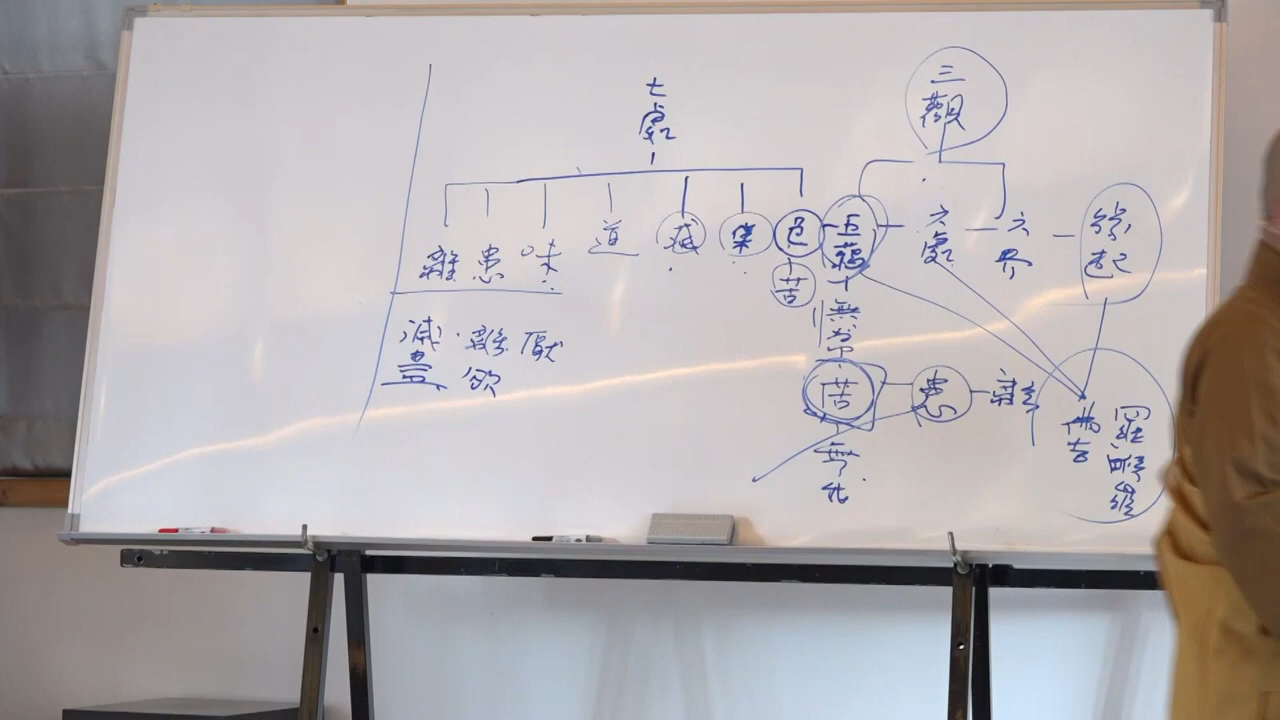 七處
三觀
離 患 味 道 滅 集 色 五蘊 六處 六界 緣起
苦
無常
苦 患 離
無我
厭
離欲
滅盡
佛告
羅睺羅